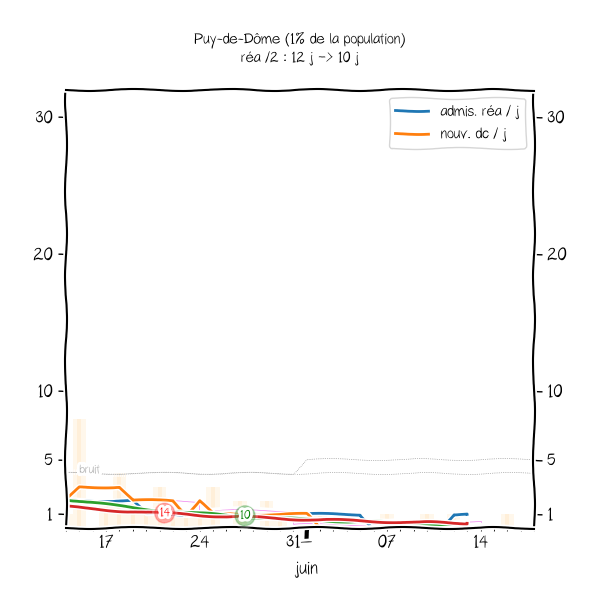 Puy-de-Dôme (1% de la population)
réa /2 : 12 j -> 10 j
admis. réa / j
nouv. dc / j
30
20
10
5
1
30
20
10
5
1
bruit
14
10
17
24
31
07
14
juin